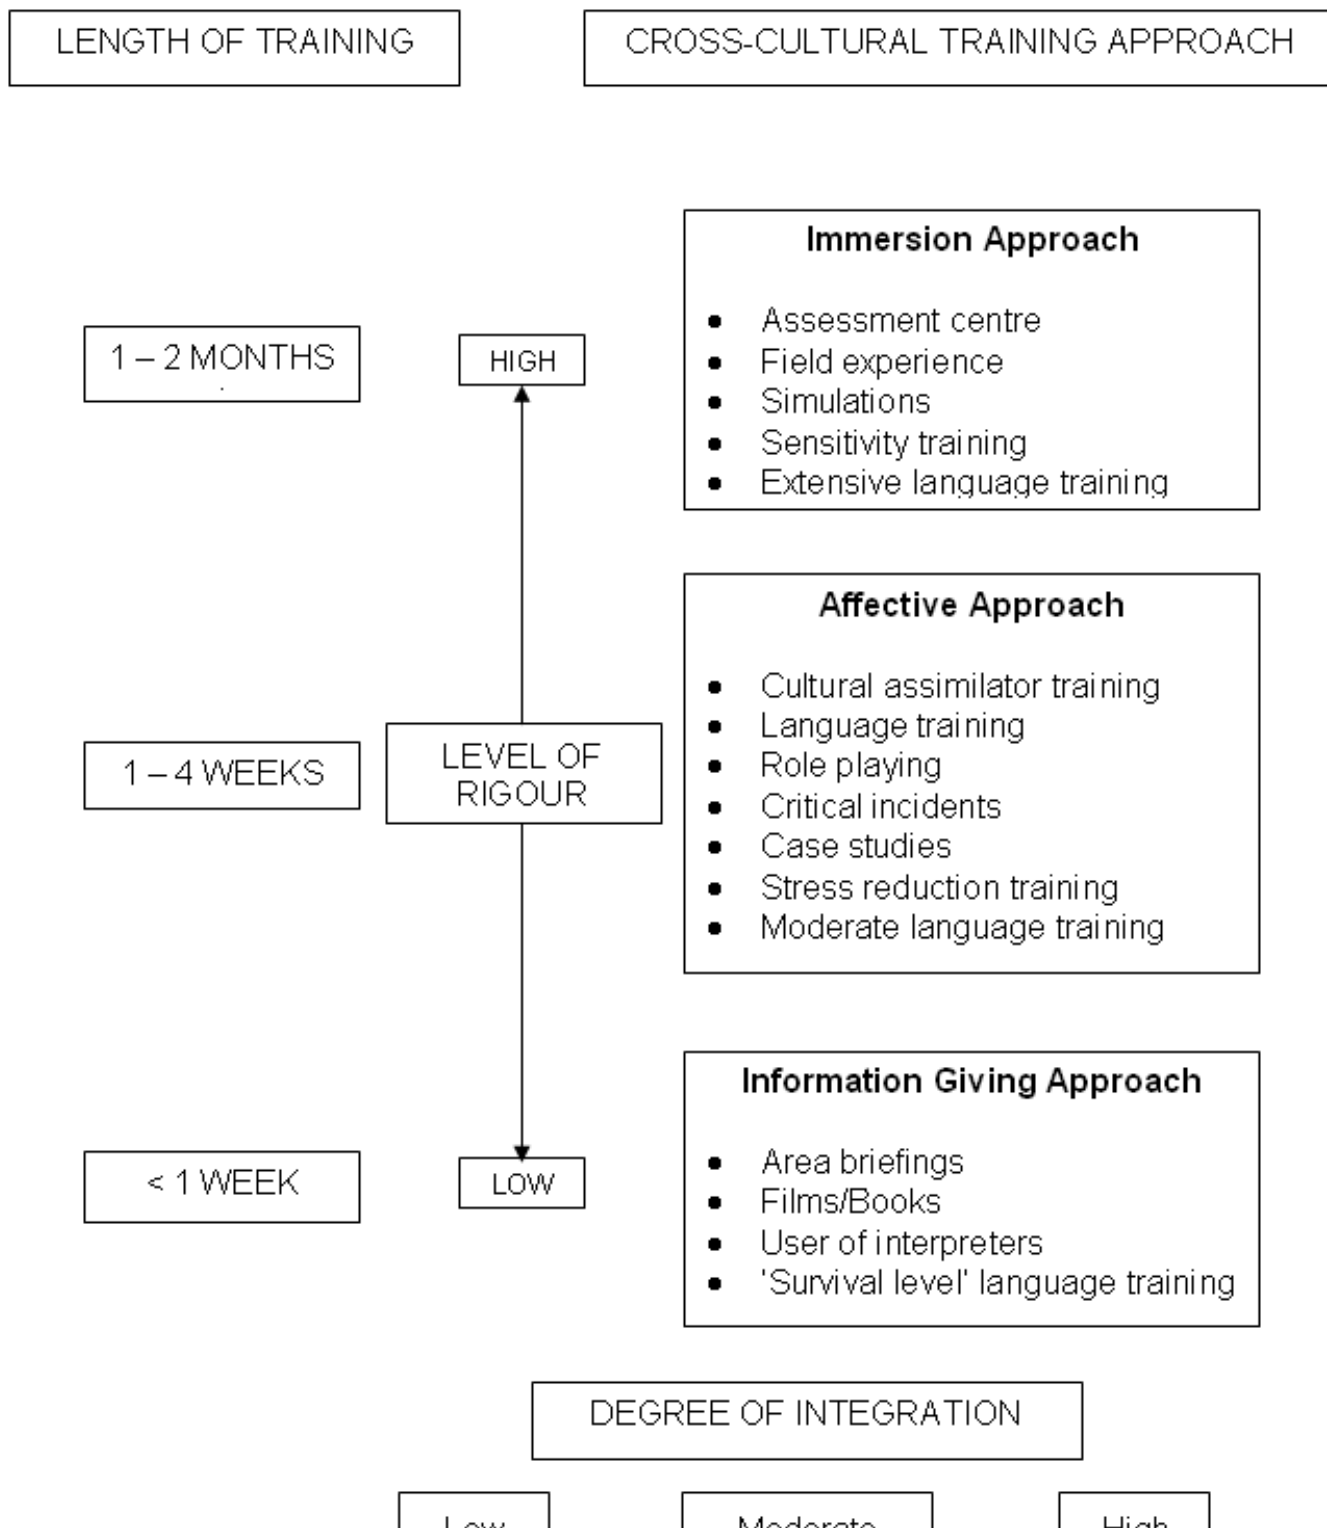 LENGTH OF TRAINING
CROSS-CULTURAL TRAINING APPROACH
Immersion Approach
• Assessment centre
• Field experience
• Simulations
• Sensitivity training
• Extensive language training
1 – 2 MONTHS
HIGH
Affective Approach
• Cultural assimilator training
• Language training
• Role playing
• Critical incidents
• Case studies
• Stress reduction training
• Moderate language training
1 – 4 WEEKS
LEVEL OF
RIGOUR
Information Giving Approach
• Area briefings
• Films/Books
• User of interpreters
• 'Survival level' language training
< 1 WEEK
LOW
DEGREE OF INTEGRATION
Low
Moderate
High